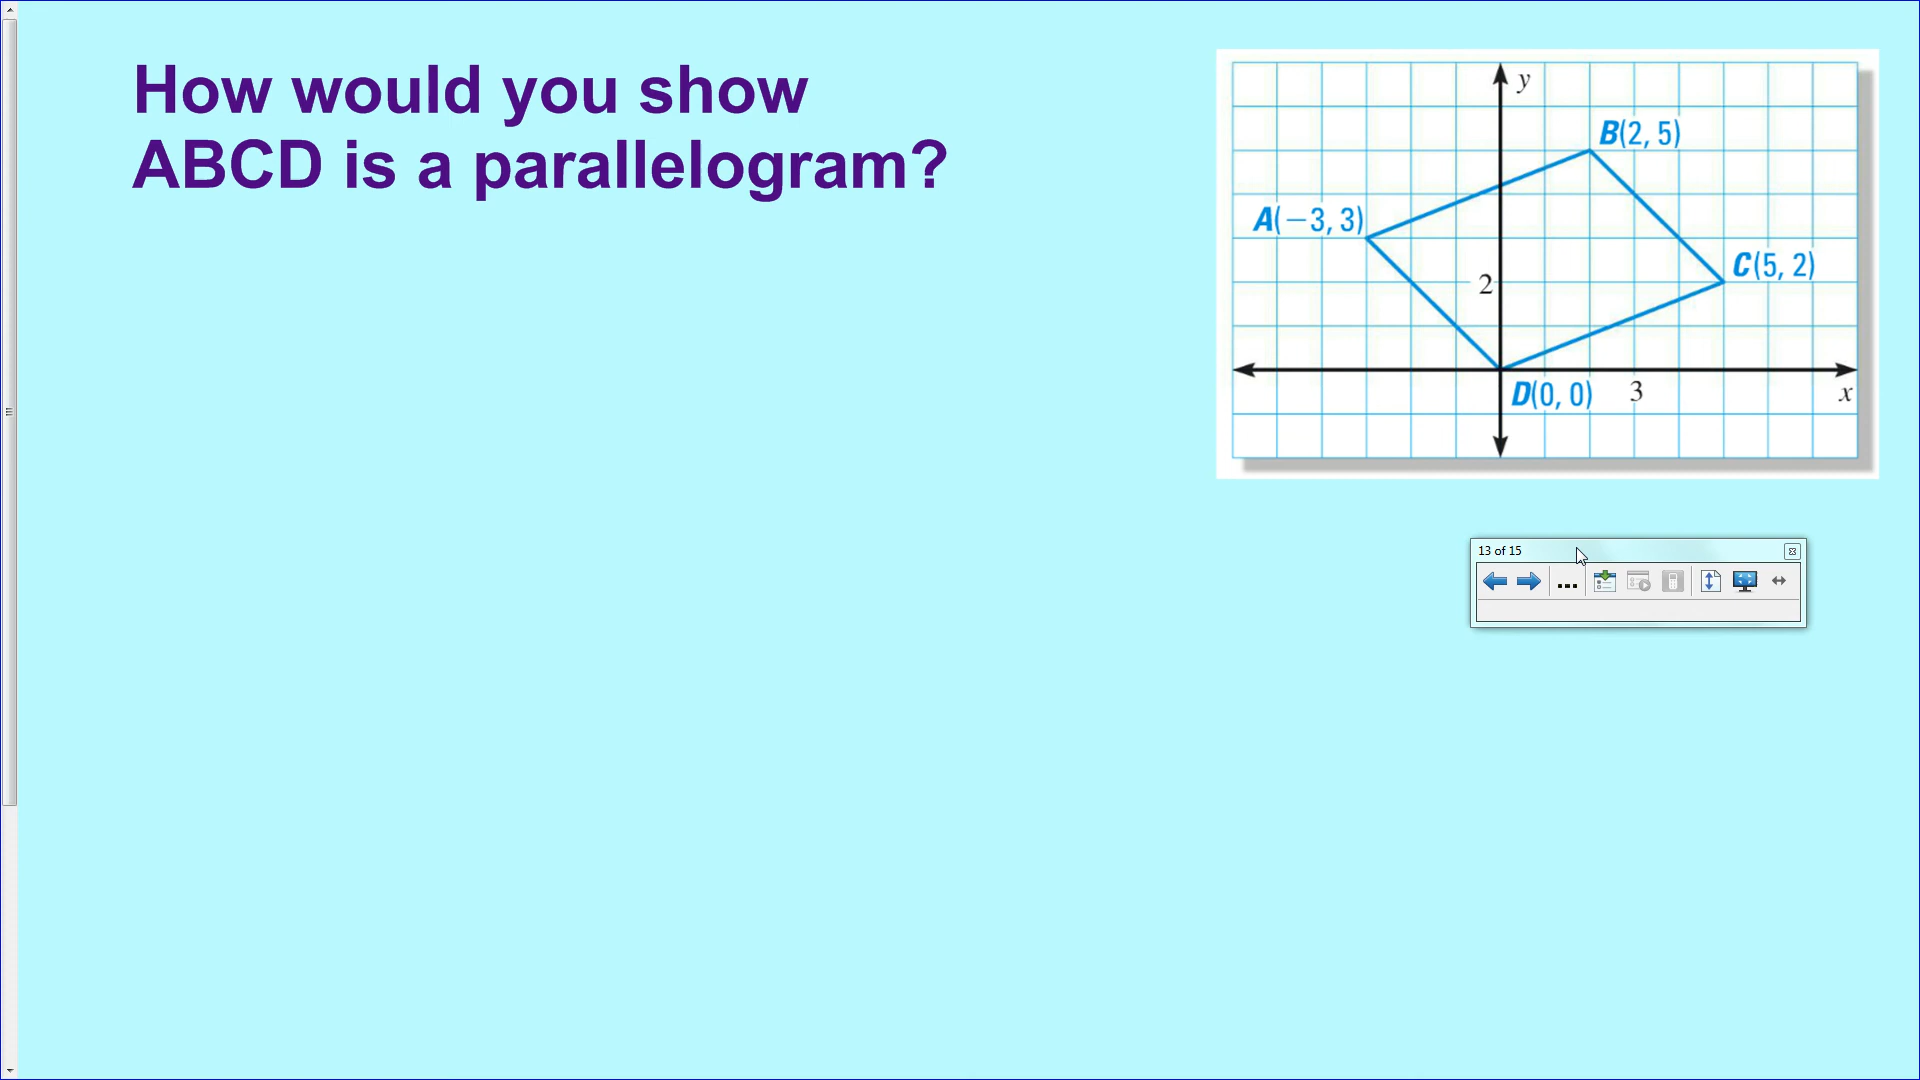 How would you show
ABCD is a parallelogram?
y
B(2, 5)
A(−3, 3)
C(5, 2)
2
D(0, 0)
3
x
13 of 15
...